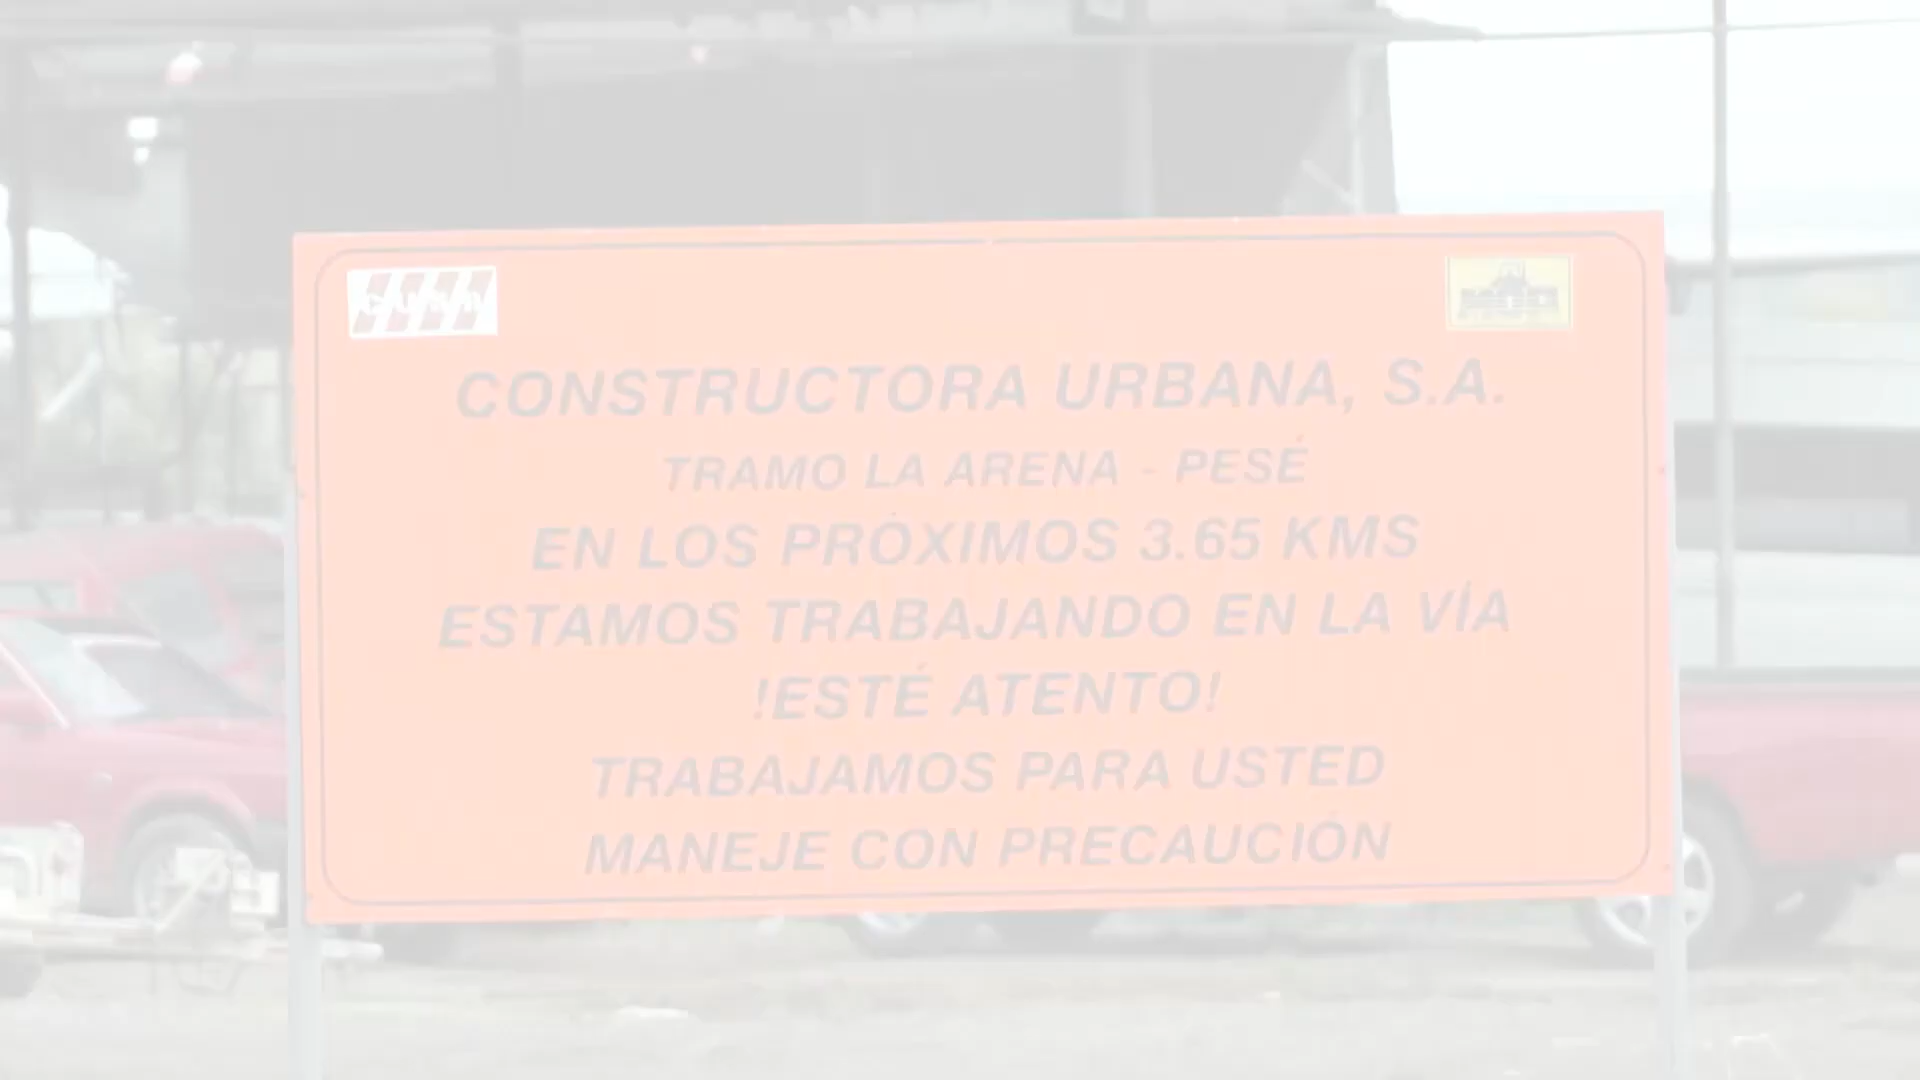 CUSA
CONSTRUCTORA URBANA, S.A.
TRAMO LA ARENA - PESÉ
EN LOS PRÓXIMOS 3.65 KMS
ESTAMOS TRABAJANDO EN LA VÍA
!ESTÉ ATENTO!
TRABAJAMOS PARA USTED
MANEJE CON PRECAUCIÓN